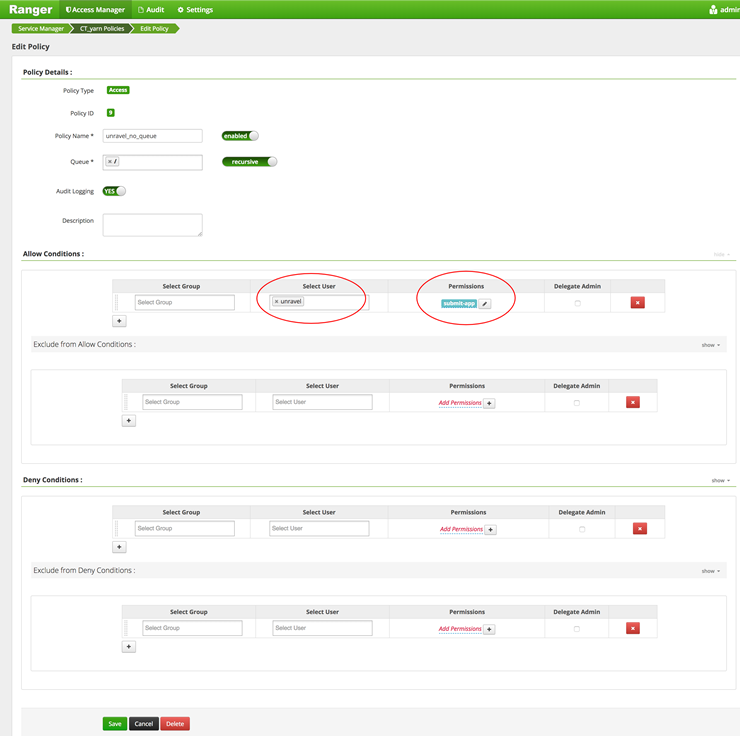 Ranger Access Manager Audit Settings admin
Service Manager CT_yarn Policies Edit Policy
Edit Policy
Policy Details :
Policy Type Access
Policy ID 9
Policy Name * unravel_no_queue enabled
Queue * × / recursive
Audit Logging YES
Description
Allow Conditions : hide
Select Group Select User Permissions Delegate Admin
Select Group × unravel submit-app ×
+
Exclude from Allow Conditions : show
Select Group Select User Permissions Delegate Admin
Select Group Select User Add Permissions + ×
+
Deny Conditions : show
Select Group Select User Permissions Delegate Admin
Select Group Select User Add Permissions + ×
+
Exclude from Deny Conditions : show
Select Group Select User Permissions Delegate Admin
Select Group Select User Add Permissions + ×
+
Save Cancel Delete